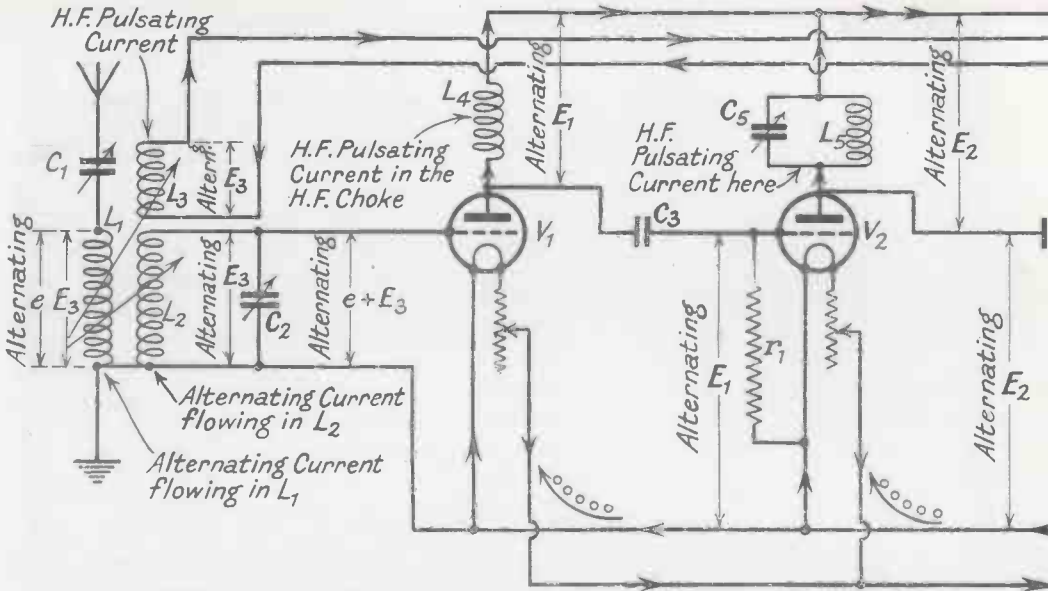 H.F. Pulsating
Current
C1
L1
L3
Alterng
E3
Alternating
e
E3
L2
Alternating
E3
C2
Alternating
e + E3
Alternating Current
flowing in L2
Alternating Current
flowing in L1
L4
H.F. Pulsating
Current in the
H.F. Choke
Alternating
E1
V1
C3
C5
L5
H.F.
Pulsating
Current here
V2
Alternating
E2
Alternating
E1
r1
Alternating
E2